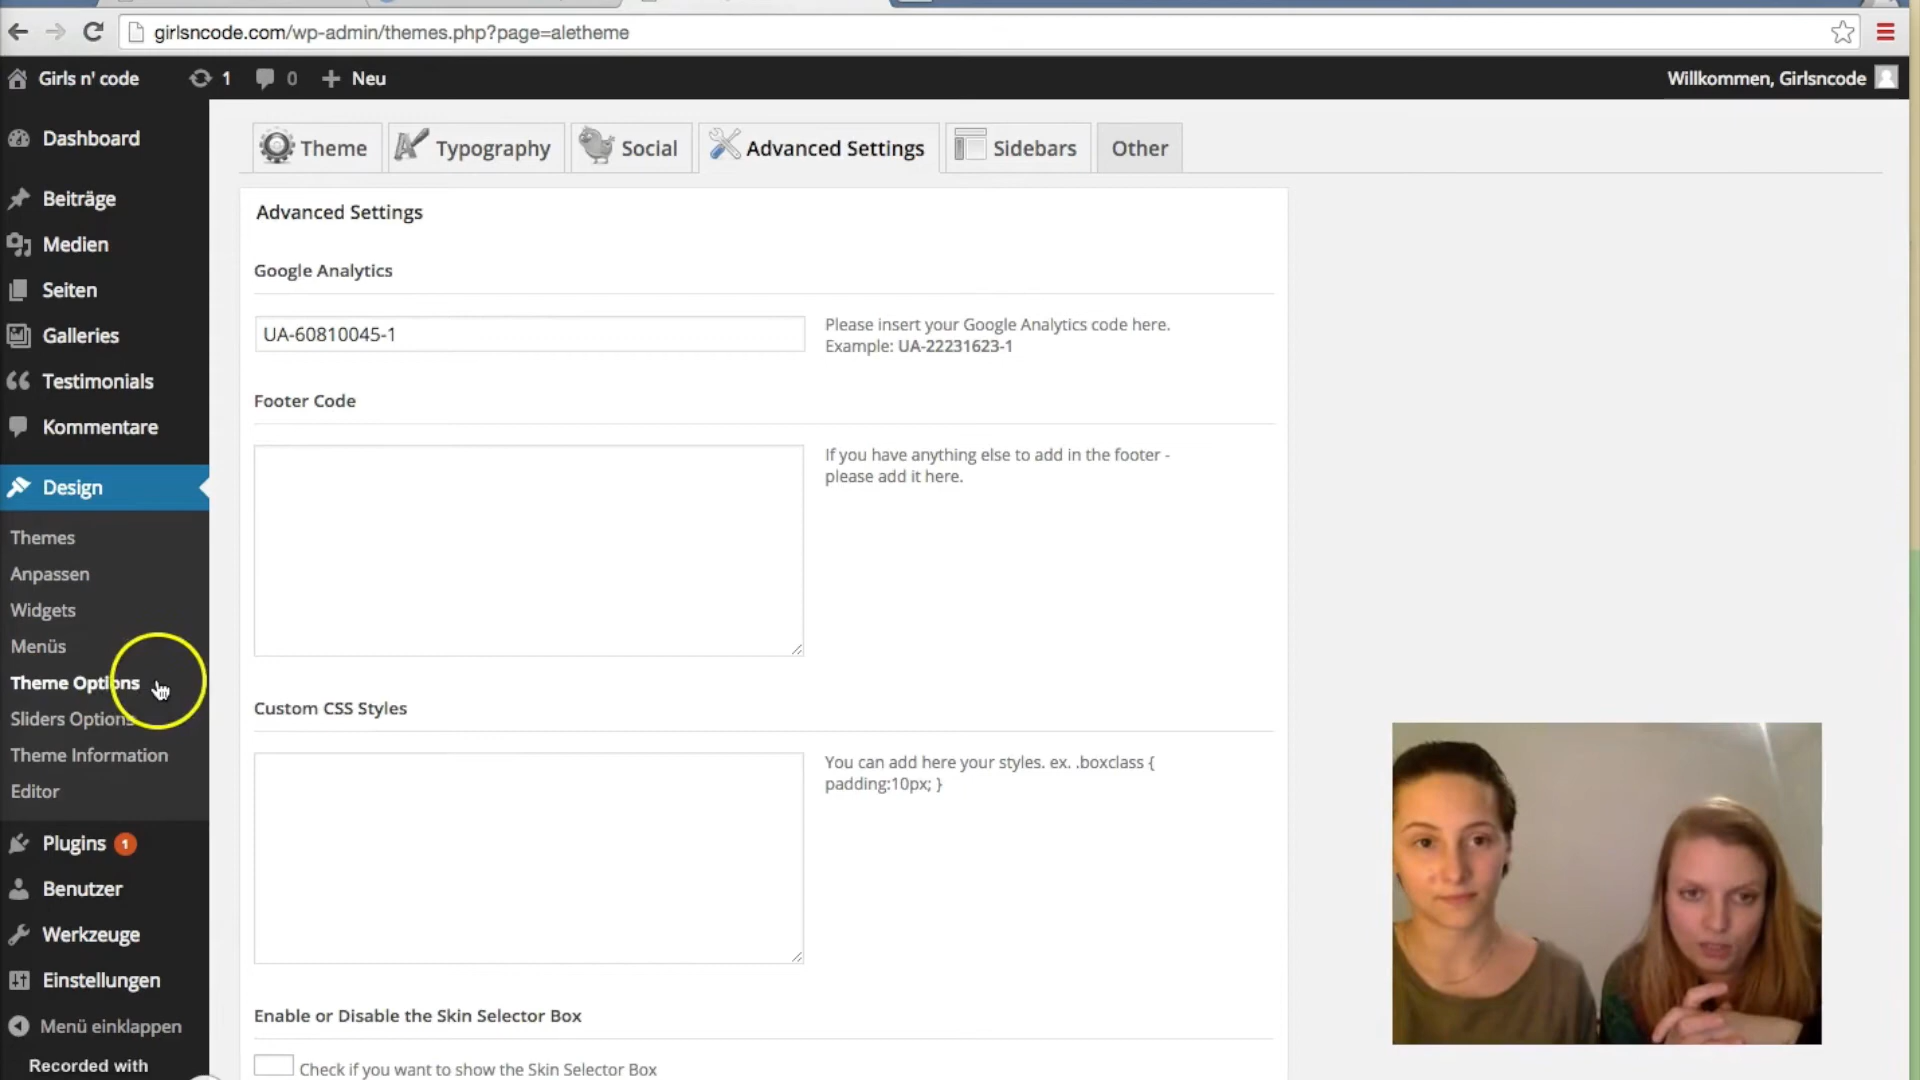 girlsncode.com/wp-admin/themes.php?page=aletheme
Girls n' code 1 0 + Neu
Willkommen, Girlsncode
Dashboard
Beiträge
Medien
Seiten
Galleries
Testimonials
Kommentare
Design
Themes
Anpassen
Widgets
Menüs
Theme Options
Sliders Options
Theme Information
Editor
Plugins 1
Benutzer
Werkzeuge
Einstellungen
Menü einklappen
Recorded with
Theme
Typography
Social
Advanced Settings
Sidebars
Other
Advanced Settings
Google Analytics
UA-60810045-1
Please insert your Google Analytics code here.
Example: UA-22231623-1
Footer Code
If you have anything else to add in the footer -
please add it here.
Custom CSS Styles
You can add here your styles. ex. .boxclass {
padding:10px; }
Enable or Disable the Skin Selector Box
Check if you want to show the Skin Selector Box